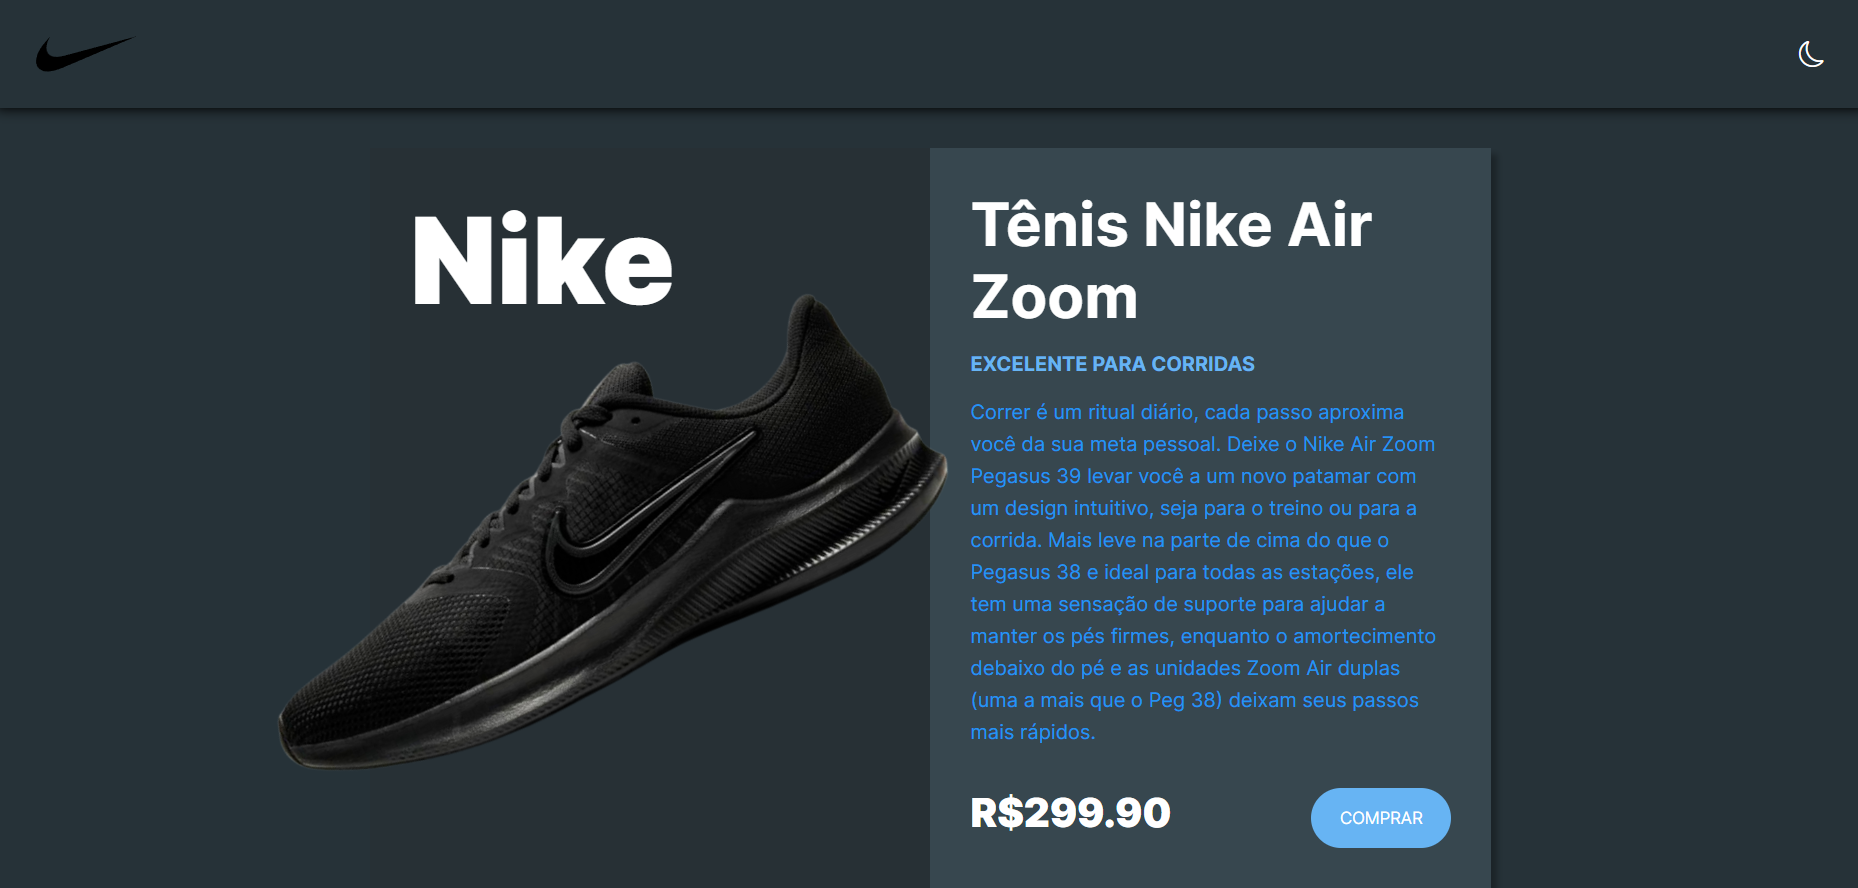 Nike
Tênis Nike Air
Zoom
EXCELENTE PARA CORRIDAS
Correr é um ritual diário, cada passo aproxima
você da sua meta pessoal. Deixe o Nike Air Zoom
Pegasus 39 levar você a um novo patamar com
um design intuitivo, seja para o treino ou para a
corrida. Mais leve na parte de cima do que o
Pegasus 38 e ideal para todas as estações, ele
tem uma sensação de suporte para ajudar a
manter os pés firmes, enquanto o amortecimento
debaixo do pé e as unidades Zoom Air duplas
(uma a mais que o Peg 38) deixam seus passos
mais rápidos.
R$299.90
COMPRAR